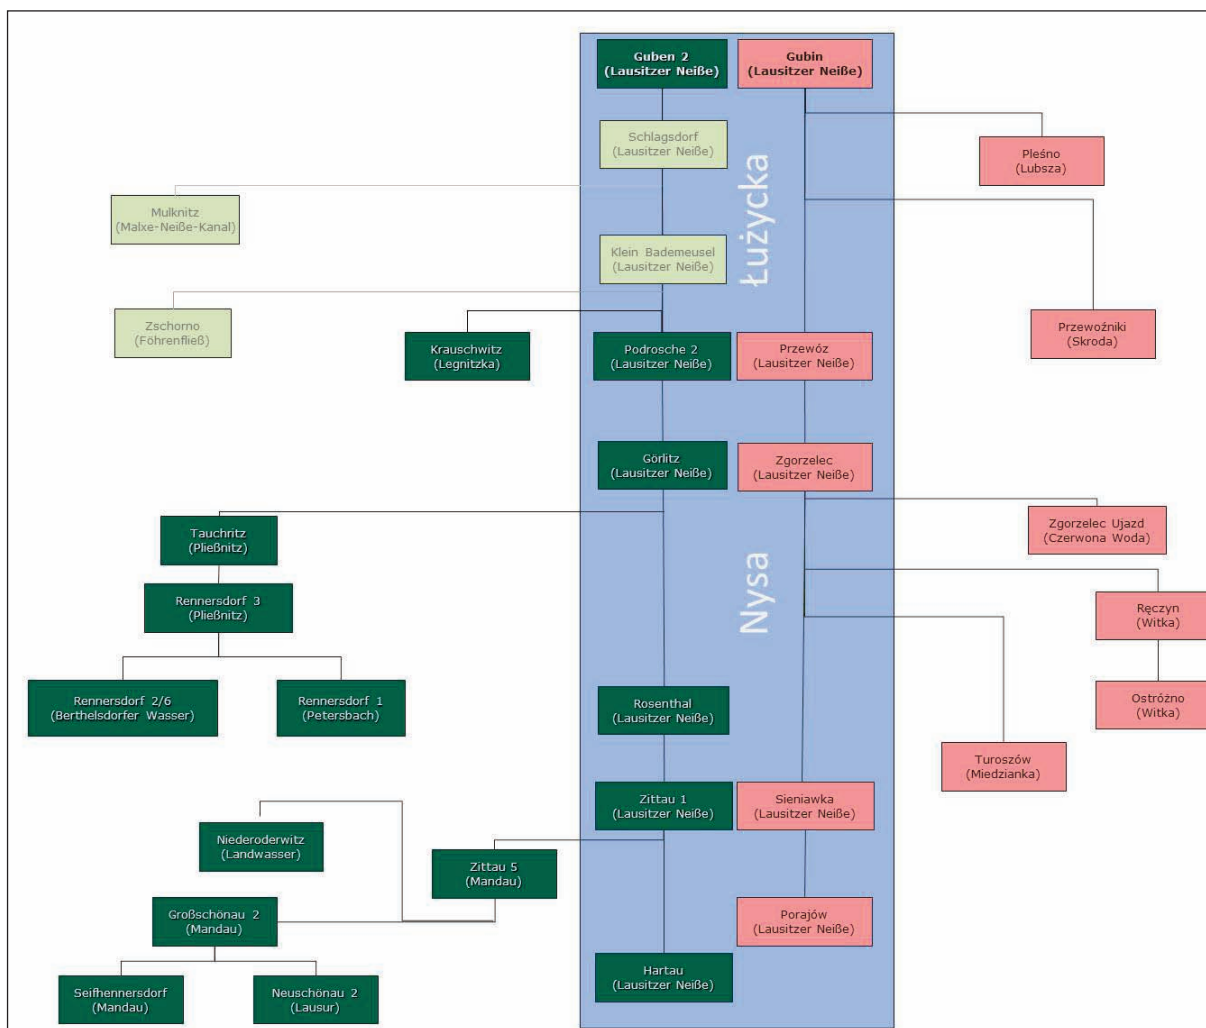 Guben 2
(Lausitzer Neiße)
Gubin
(Lausitzer Neiße)
Schlagsdorf
(Lausitzer Neiße)
Pleśno
(Lubsza)
Mulknitz
(Malxe-Neiße-Kanal)
Klein Bademeusel
(Lausitzer Neiße)
Łużycka
Zschorno
(Föhrenfließ)
Krauschwitz
(Legnitzka)
Podrosche 2
(Lausitzer Neiße)
Przewóz
(Lausitzer Neiße)
Przewoźniki
(Skroda)
Görlitz
(Lausitzer Neiße)
Zgorzelec
(Lausitzer Neiße)
Tauchritz
(Pließnitz)
Zgorzelec Ujazd
(Czerwona Woda)
Rennersdorf 3
(Pließnitz)
Nysa
Ręczyn
(Witka)
Rennersdorf 2/6
(Berthelsdorfer Wasser)
Rennersdorf 1
(Petersbach)
Rosenthal
(Lausitzer Neiße)
Ostróżno
(Witka)
Turoszów
(Miedzianka)
Zittau 1
(Lausitzer Neiße)
Sieniawka
(Lausitzer Neiße)
Niederoderwitz
(Landwasser)
Zittau 5
(Mandau)
Großschönau 2
(Mandau)
Porajów
(Lausitzer Neiße)
Seifhennersdorf
(Mandau)
Neuschönau 2
(Lausur)
Hartau
(Lausitzer Neiße)